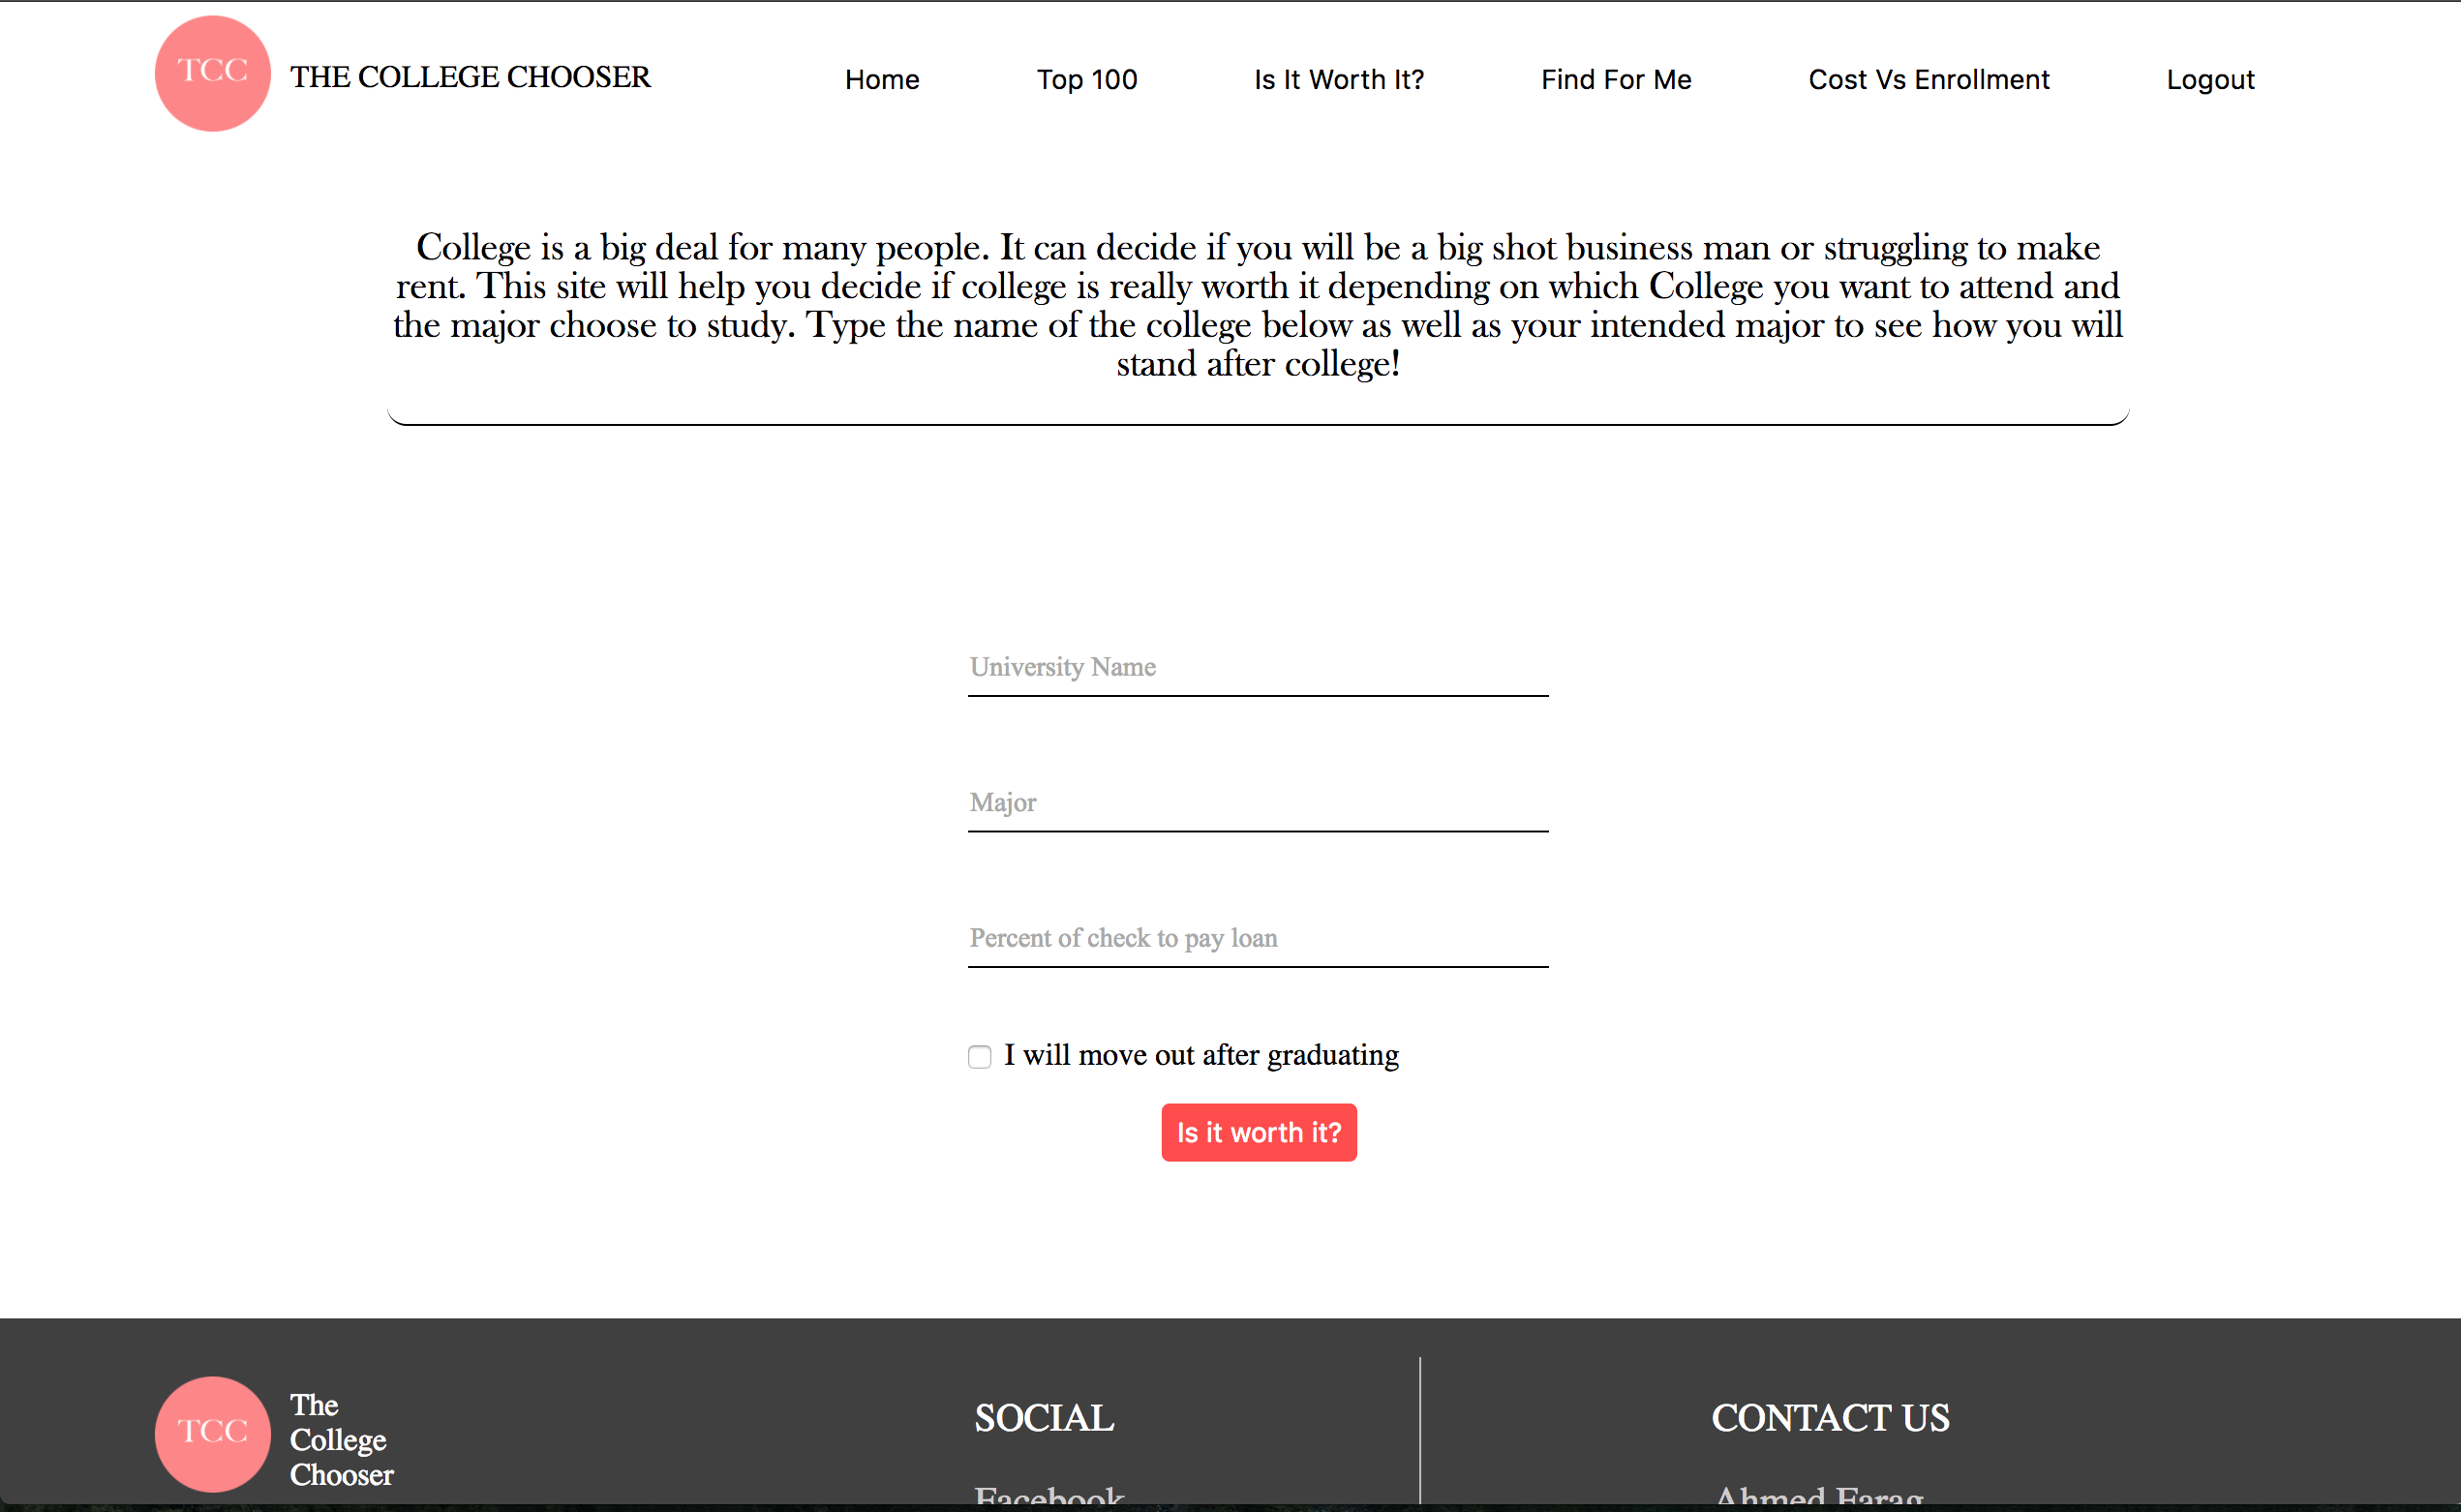 TCC
THE COLLEGE CHOOSER
Home
Top 100
Is It Worth It?
Find For Me
Cost Vs Enrollment
Logout
College is a big deal for many people. It can decide if you will be a big shot business man or struggling to make
rent. This site will help you decide if college is really worth it depending on which College you want to attend and
the major choose to study. Type the name of the college below as well as your intended major to see how you will
stand after college!
University Name
Major
Percent of check to pay loan
I will move out after graduating
Is it worth it?
TCC
The
College
Chooser
SOCIAL
Facebook
CONTACT US
Ahmed Farag